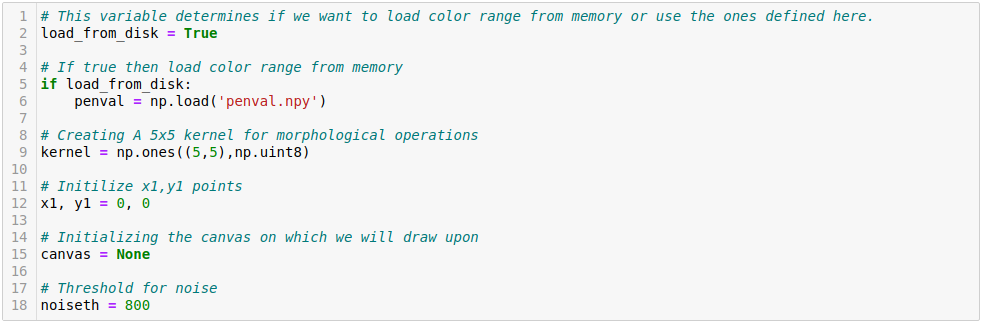 1 # This variable determines if we want to load color range from memory or use the ones defined here.
2 load_from_disk = True
3
4 # If true then load color range from memory
5 if load_from_disk:
6     penval = np.load('penval.npy')
7
8 # Creating A 5x5 kernel for morphological operations
9 kernel = np.ones((5,5),np.uint8)
10
11 # Initilize x1,y1 points
12 x1, y1 = 0, 0
13
14 # Initializing the canvas on which we will draw upon
15 canvas = None
16
17 # Threshold for noise
18 noiseth = 800